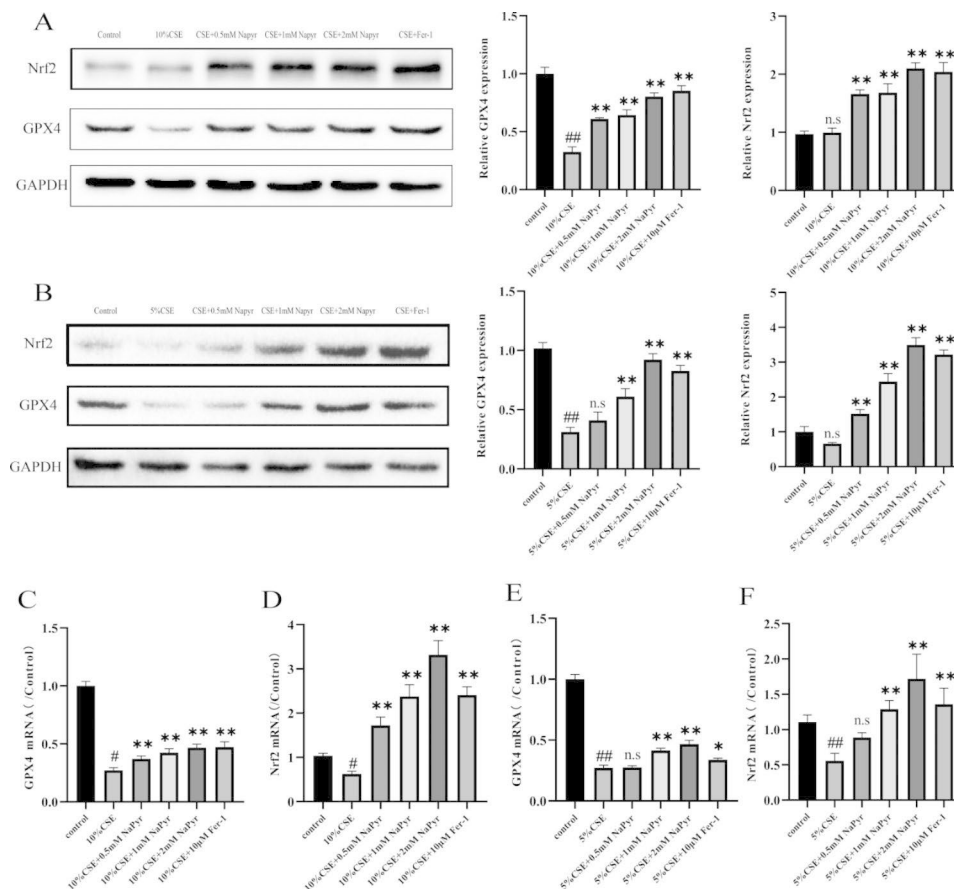 A
Control 10%CSE CSE+0.5mM Napyr CSE+1mM Napyr CSE+2mM Napyr CSE+Fer-1
Nrf2
GPX4
GAPDH
Relative GPX4 expression
1.5
1.0
0.5
0.0
## ** ** ** **
control
10%CSE
10%CSE+0.5mM NaPyr
10%CSE+1mM NaPyr
10%CSE+2mM NaPyr
10%CSE+10μM Fer-1
Relative Nrf2 expression
3
2
1
0
n.s ** ** ** **
control
10%CSE
10%CSE+0.5mM NaPyr
10%CSE+1mM NaPyr
10%CSE+2mM NaPyr
10%CSE+10μM Fer-1
B
Control 5%CSE CSE+0.5mM Napyr CSE+1mM Napyr CSE+2mM Napyr CSE+Fer-1
Nrf2
GPX4
GAPDH
Relative GPX4 expression
1.5
1.0
0.5
0.0
## n.s ** ** **
control
5%CSE
5%CSE+0.5mM NaPyr
5%CSE+1mM NaPyr
5%CSE+2mM NaPyr
5%CSE+10μM Fer-1
Relative Nrf2 expression
5
4
3
2
1
0
n.s ** ** ** **
control
5%CSE
5%CSE+0.5mM NaPyr
5%CSE+1mM NaPyr
5%CSE+2mM NaPyr
5%CSE+10μM Fer-1
C
GPX4 mRNA(/Control)
1.5
1.0
0.5
0.0
# ** ** ** **
control
10%CSE
10%CSE+0.5mM NaPyr
10%CSE+1mM NaPyr
10%CSE+2mM NaPyr
10%CSE+10μM Fer-1
D
Nrf2 mRNA(/Control)
4
3
2
1
0
# ** ** ** **
control
10%CSE
10%CSE+0.5mM NaPyr
10%CSE+1mM NaPyr
10%CSE+2mM NaPyr
10%CSE+10μM Fer-1
E
GPX4 mRNA(/Control)
1.5
1.0
0.5
0.0
## n.s ** ** *
control
5%CSE
5%CSE+0.5mM NaPyr
5%CSE+1mM NaPyr
5%CSE+2mM NaPyr
5%CSE+10μM Fer-1
F
Nrf2 mRNA(/Control)
2.5
2.0
1.5
1.0
0.5
0.0
## n.s ** ** **
control
5%CSE
5%CSE+0.5mM NaPyr
5%CSE+1mM NaPyr
5%CSE+2mM NaPyr
5%CSE+10μM Fer-1